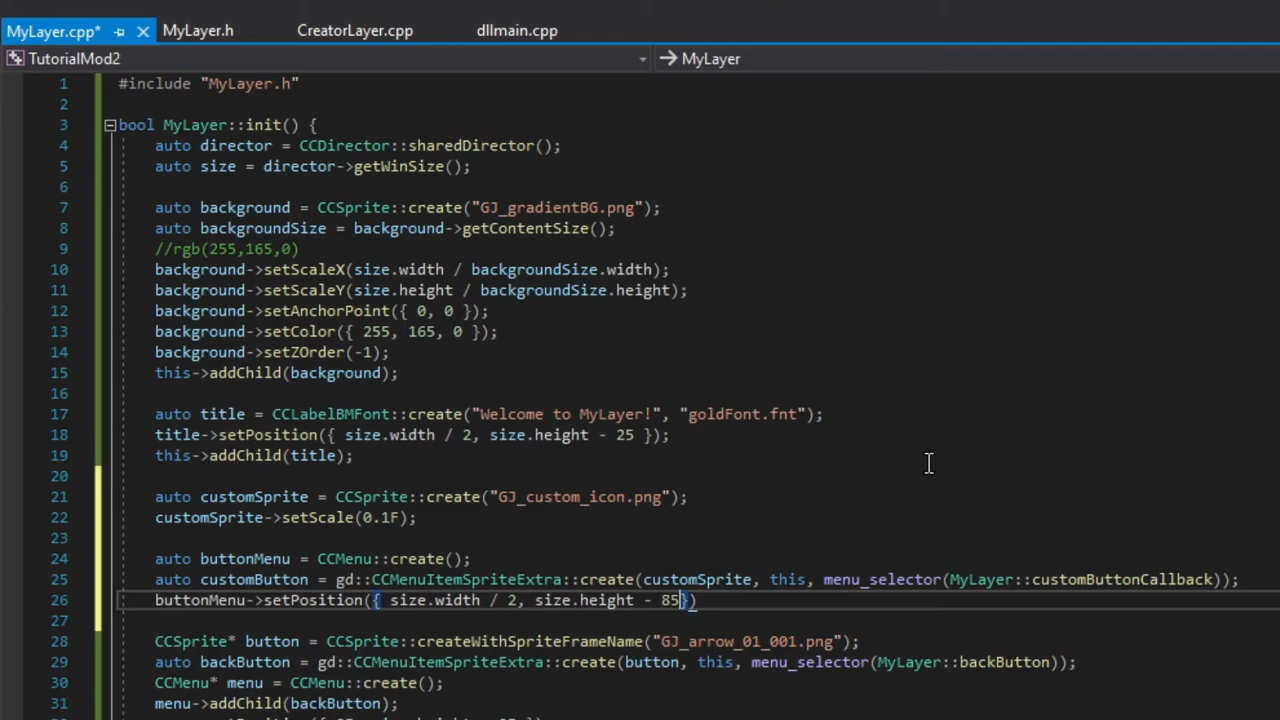 MyLayer.cpp* MyLayer.h CreatorLayer.cpp dllmain.cpp
TutorialMod2 MyLayer
1 #include "MyLayer.h"
2
3 bool MyLayer::init() {
4 auto director = CCDirector::sharedDirector();
5 auto size = director->getWinSize();
6
7 auto background = CCSprite::create("GJ_gradientBG.png");
8 auto backgroundSize = background->getContentSize();
9 //rgb(255,165,0)
10 background->setScaleX(size.width / backgroundSize.width);
11 background->setScaleY(size.height / backgroundSize.height);
12 background->setAnchorPoint({ 0, 0 });
13 background->setColor({ 255, 165, 0 });
14 background->setZOrder(-1);
15 this->addChild(background);
16
17 auto title = CCLabelBMFont::create("Welcome to MyLayer!", "goldFont.fnt");
18 title->setPosition({ size.width / 2, size.height - 25 });
19 this->addChild(title);
20
21 auto customSprite = CCSprite::create("GJ_custom_icon.png");
22 customSprite->setScale(0.1F);
23
24 auto buttonMenu = CCMenu::create();
25 auto customButton = gd::CCMenuItemSpriteExtra::create(customSprite, this, menu_selector(MyLayer::customButtonCallback));
26 buttonMenu->setPosition({ size.width / 2, size.height - 85})
27
28 CCSprite* button = CCSprite::createWithSpriteFrameName("GJ_arrow_01_001.png");
29 auto backButton = gd::CCMenuItemSpriteExtra::create(button, this, menu_selector(MyLayer::backButton));
30 CCMenu* menu = CCMenu::create();
31 menu->addChild(backButton);